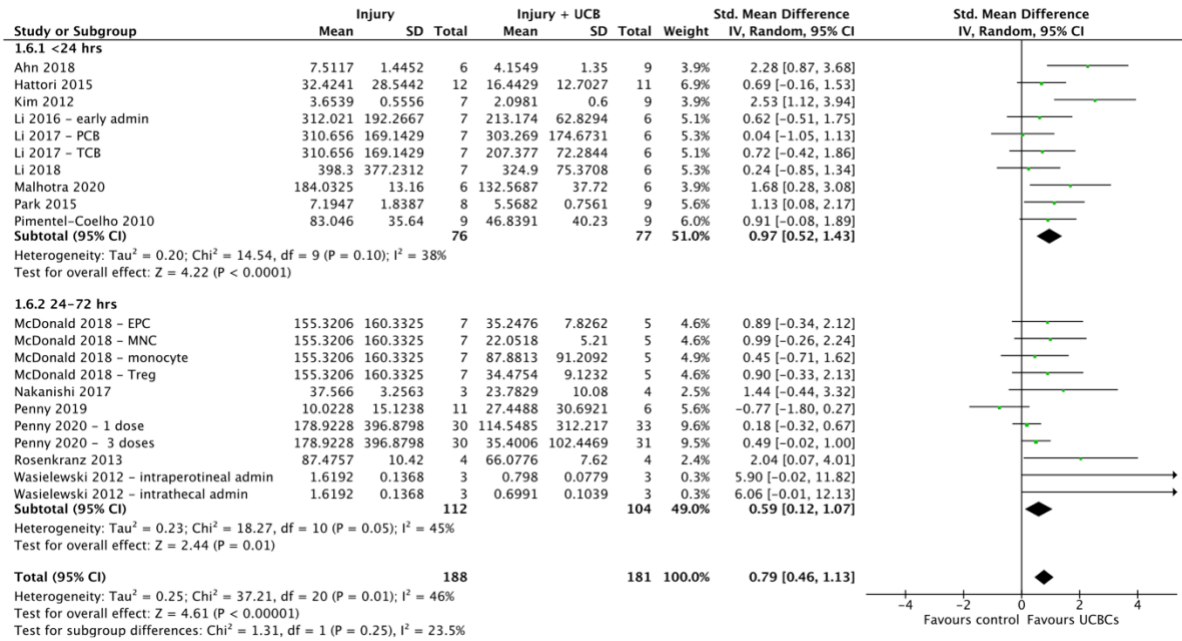 Injury Injury + UCB Std. Mean Difference Std. Mean Difference
Study or Subgroup Mean SD Total Mean SD Total Weight IV, Random, 95% CI IV, Random, 95% CI
1.6.1 <24 hrs
Ahn 2018 7.5117 1.4452 6 4.1549 1.35 9 3.9% 2.28 [0.87, 3.68]
Hattori 2015 32.4241 28.5442 12 16.4429 12.7027 11 6.9% 0.69 [-0.16, 1.53]
Kim 2012 3.6539 0.5556 7 2.0981 0.6 9 3.9% 2.53 [1.12, 3.94]
Li 2016 - early admin 312.021 192.2667 7 213.174 62.8294 6 5.1% 0.62 [-0.51, 1.75]
Li 2017 - PCB 310.656 169.1429 7 303.269 174.6731 6 5.3% 0.04 [-1.05, 1.13]
Li 2017 - TCB 310.656 169.1429 7 207.377 72.2844 6 5.1% 0.72 [-0.42, 1.86]
Li 2018 398.3 377.2312 7 324.9 75.3708 6 5.3% 0.24 [-0.85, 1.34]
Malhotra 2020 184.0325 13.16 6 132.5687 37.72 6 3.9% 1.68 [0.28, 3.08]
Park 2015 7.1947 1.8387 8 5.5682 0.7561 9 5.6% 1.13 [0.08, 2.17]
Pimentel-Coelho 2010 83.046 35.64 9 46.8391 40.23 9 6.0% 0.91 [-0.08, 1.89]
Subtotal (95% CI) 76 77 51.0% 0.97 [0.52, 1.43]
Heterogeneity: Tau² = 0.20; Chi² = 14.54, df = 9 (P = 0.10); I² = 38%
Test for overall effect: Z = 4.22 (P < 0.0001)
1.6.2 24-72 hrs
McDonald 2018 - EPC 155.3206 160.3325 7 35.2476 7.8262 5 4.6% 0.89 [-0.34, 2.12]
McDonald 2018 - MNC 155.3206 160.3325 7 22.0518 5.21 5 4.5% 0.99 [-0.26, 2.24]
McDonald 2018 - monocyte 155.3206 160.3325 7 87.8813 91.2092 5 4.9% 0.45 [-0.71, 1.62]
McDonald 2018 - Treg 155.3206 160.3325 7 34.4754 9.1232 5 4.6% 0.90 [-0.33, 2.13]
Nakanishi 2017 37.566 3.2563 3 23.7829 10.08 4 2.6% 1.44 [-0.44, 3.32]
Penny 2019 10.0228 15.1238 11 27.4488 30.6921 6 5.6% -0.77 [-1.80, 0.27]
Penny 2020 - 1 dose 178.9228 396.8798 30 114.5485 312.217 33 9.6% 0.18 [-0.32, 0.67]
Penny 2020 - 3 doses 178.9228 396.8798 30 35.4006 102.4469 31 9.5% 0.49 [-0.02, 1.00]
Rosenkranz 2013 87.4757 10.42 4 66.0776 7.62 4 2.4% 2.04 [0.07, 4.01]
Wasielewski 2012 - intraperotineal admin 1.6192 0.1368 3 0.798 0.0779 3 0.3% 5.90 [-0.02, 11.82]
Wasielewski 2012 - intrathecal admin 1.6192 0.1368 3 0.6991 0.1039 3 0.3% 6.06 [-0.01, 12.13]
Subtotal (95% CI) 112 104 49.0% 0.59 [0.12, 1.07]
Heterogeneity: Tau² = 0.23; Chi² = 18.27, df = 10 (P = 0.05); I² = 45%
Test for overall effect: Z = 2.44 (P = 0.01)
Total (95% CI) 188 181 100.0% 0.79 [0.46, 1.13]
Heterogeneity: Tau² = 0.25; Chi² = 37.21, df = 20 (P = 0.01); I² = 46%
Test for overall effect: Z = 4.61 (P < 0.00001)
Test for subgroup differences: Chi² = 1.31, df = 1 (P = 0.25), I² = 23.5%
-4 -2 0 2 4
Favours control Favours UCBCs